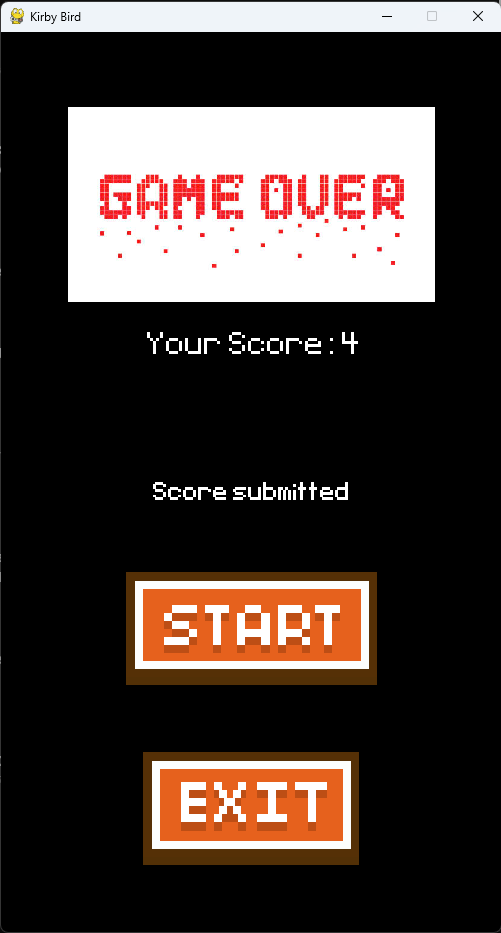 Kirby Bird
GAME OVER
Your Score : 4
Score submitted
START
EXIT